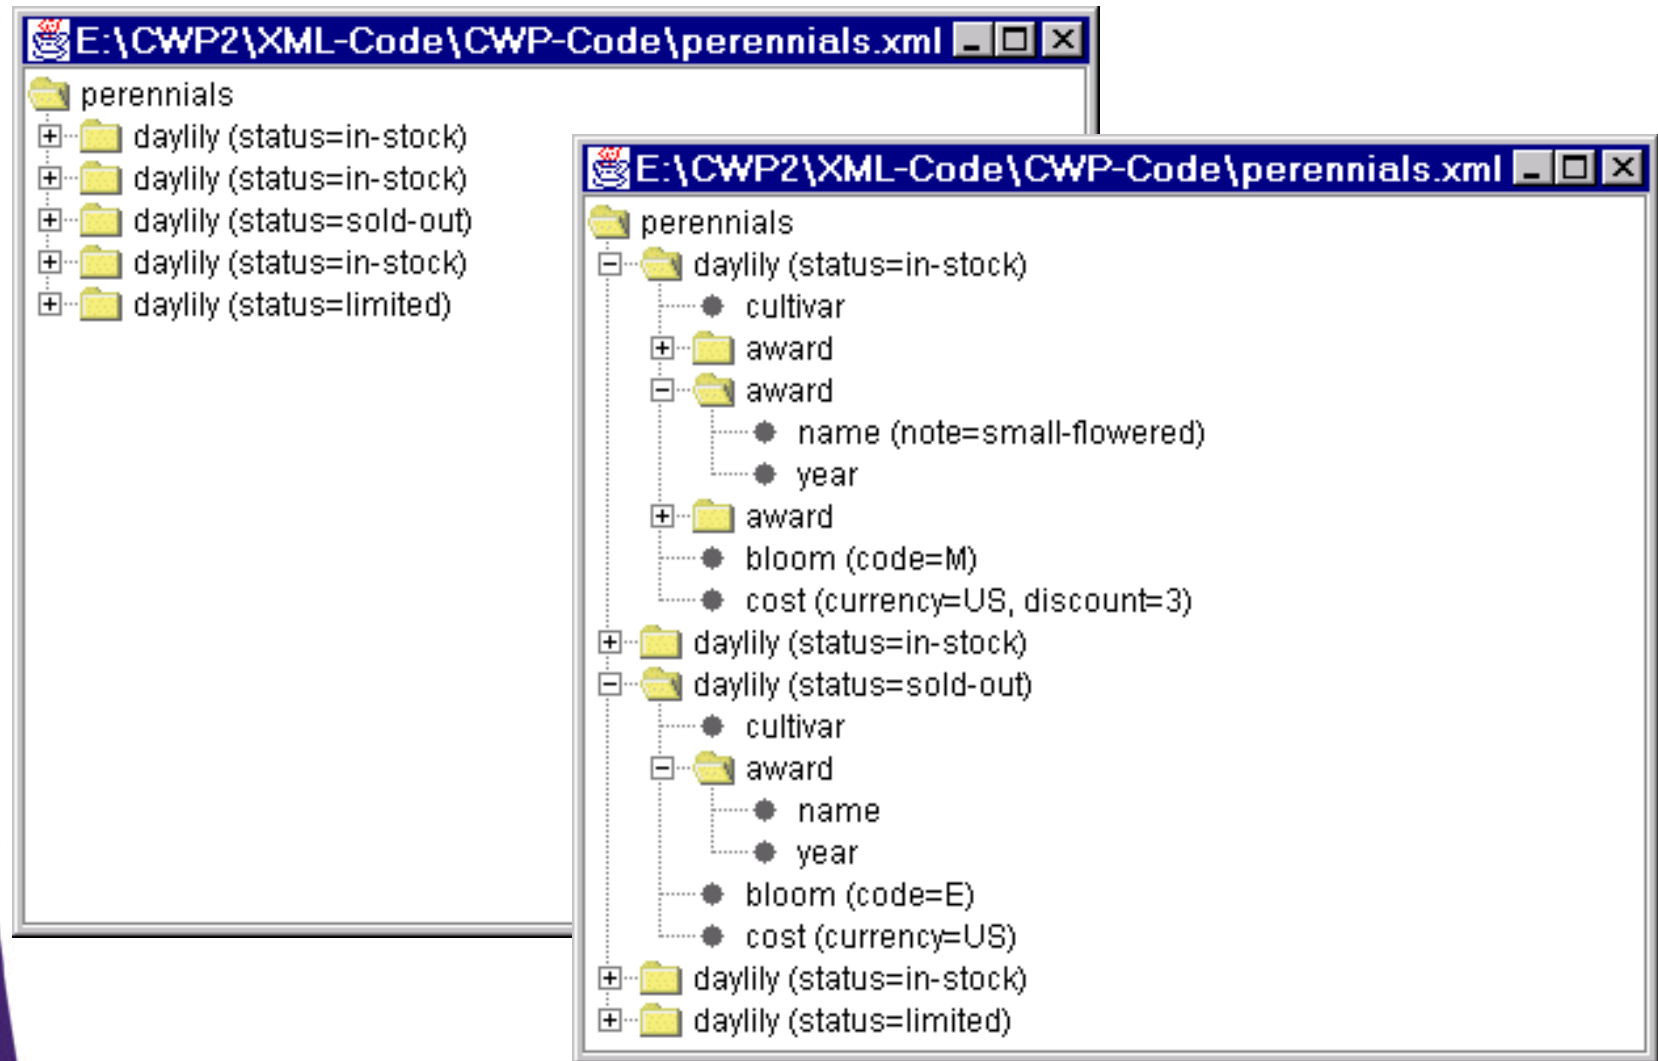 E:\CWP2\XML-Code\CWP-Code\perennials.xml
perennials
daylily (status=in-stock)
daylily (status=in-stock)
daylily (status=sold-out)
daylily (status=in-stock)
daylily (status=limited)
E:\CWP2\XML-Code\CWP-Code\perennials.xml
perennials
daylily (status=in-stock)
cultivar
award
award
name (note=small-flowered)
year
award
bloom (code=M)
cost (currency=US, discount=3)
daylily (status=in-stock)
daylily (status=sold-out)
cultivar
award
name
year
bloom (code=E)
cost (currency=US)
daylily (status=in-stock)
daylily (status=limited)